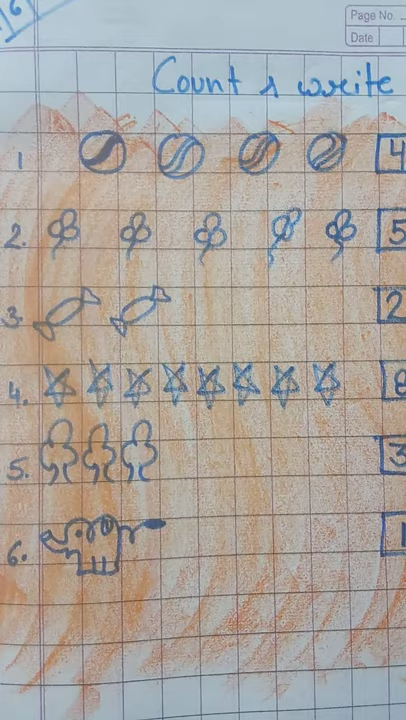 Page No.
Date
Count & write
1 4
2. 5
3. 2
4. 8
5. 3
6. 1